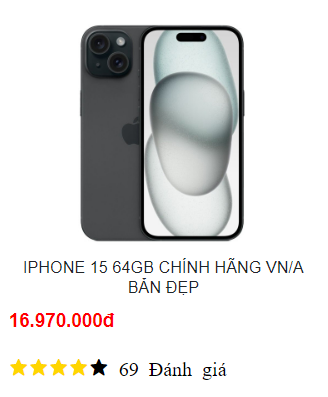 IPHONE 15 64GB CHÍNH HÃNG VN/A
BẢN ĐẸP
16.970.000đ
69 Đánh giá